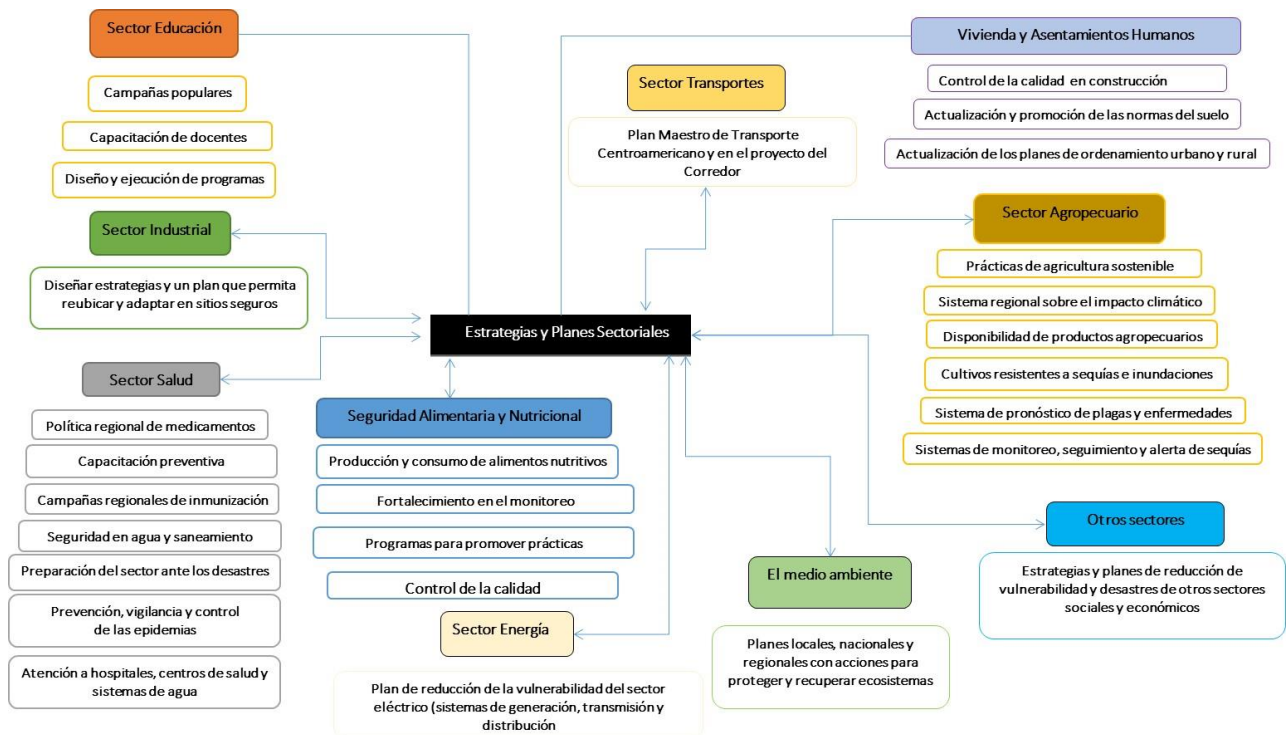 Sector Educación
Campañas populares
Capacitación de docentes
Diseño y ejecución de programas
Sector Industrial
Diseñar estrategias y un plan que permita
reubicar y adaptar en sitios seguros
Sector Salud
Política regional de medicamentos
Capacitación preventiva
Campañas regionales de inmunización
Seguridad en agua y saneamiento
Preparación del sector ante los desastres
Prevención, vigilancia y control
de las epidemias
Atención a hospitales, centros de salud y
sistemas de agua
Sector Transportes
Plan Maestro de Transporte
Centroamericano y en el proyecto del
Corredor
Estrategias y Planes Sectoriales
Seguridad Alimentaria y Nutricional
Producción y consumo de alimentos nutritivos
Fortalecimiento en el monitoreo
Programas para promover prácticas
Control de la calidad
Sector Energía
Plan de reducción de la vulnerabilidad del sector
eléctrico (sistemas de generación, transmisión y
distribución
Vivienda y Asentamientos Humanos
Control de la calidad en construcción
Actualización y promoción de las normas del suelo
Actualización de los planes de ordenamiento urbano y rural
Sector Agropecuario
Prácticas de agricultura sostenible
Sistema regional sobre el impacto climático
Disponibilidad de productos agropecuarios
Cultivos resistentes a sequías e inundaciones
Sistema de pronóstico de plagas y enfermedades
Sistemas de monitoreo, seguimiento y alerta de sequías
Otros sectores
Estrategias y planes de reducción de
vulnerabilidad y desastres de otros sectores
sociales y económicos
El medio ambiente
Planes locales, nacionales y
regionales con acciones para
proteger y recuperar ecosistemas